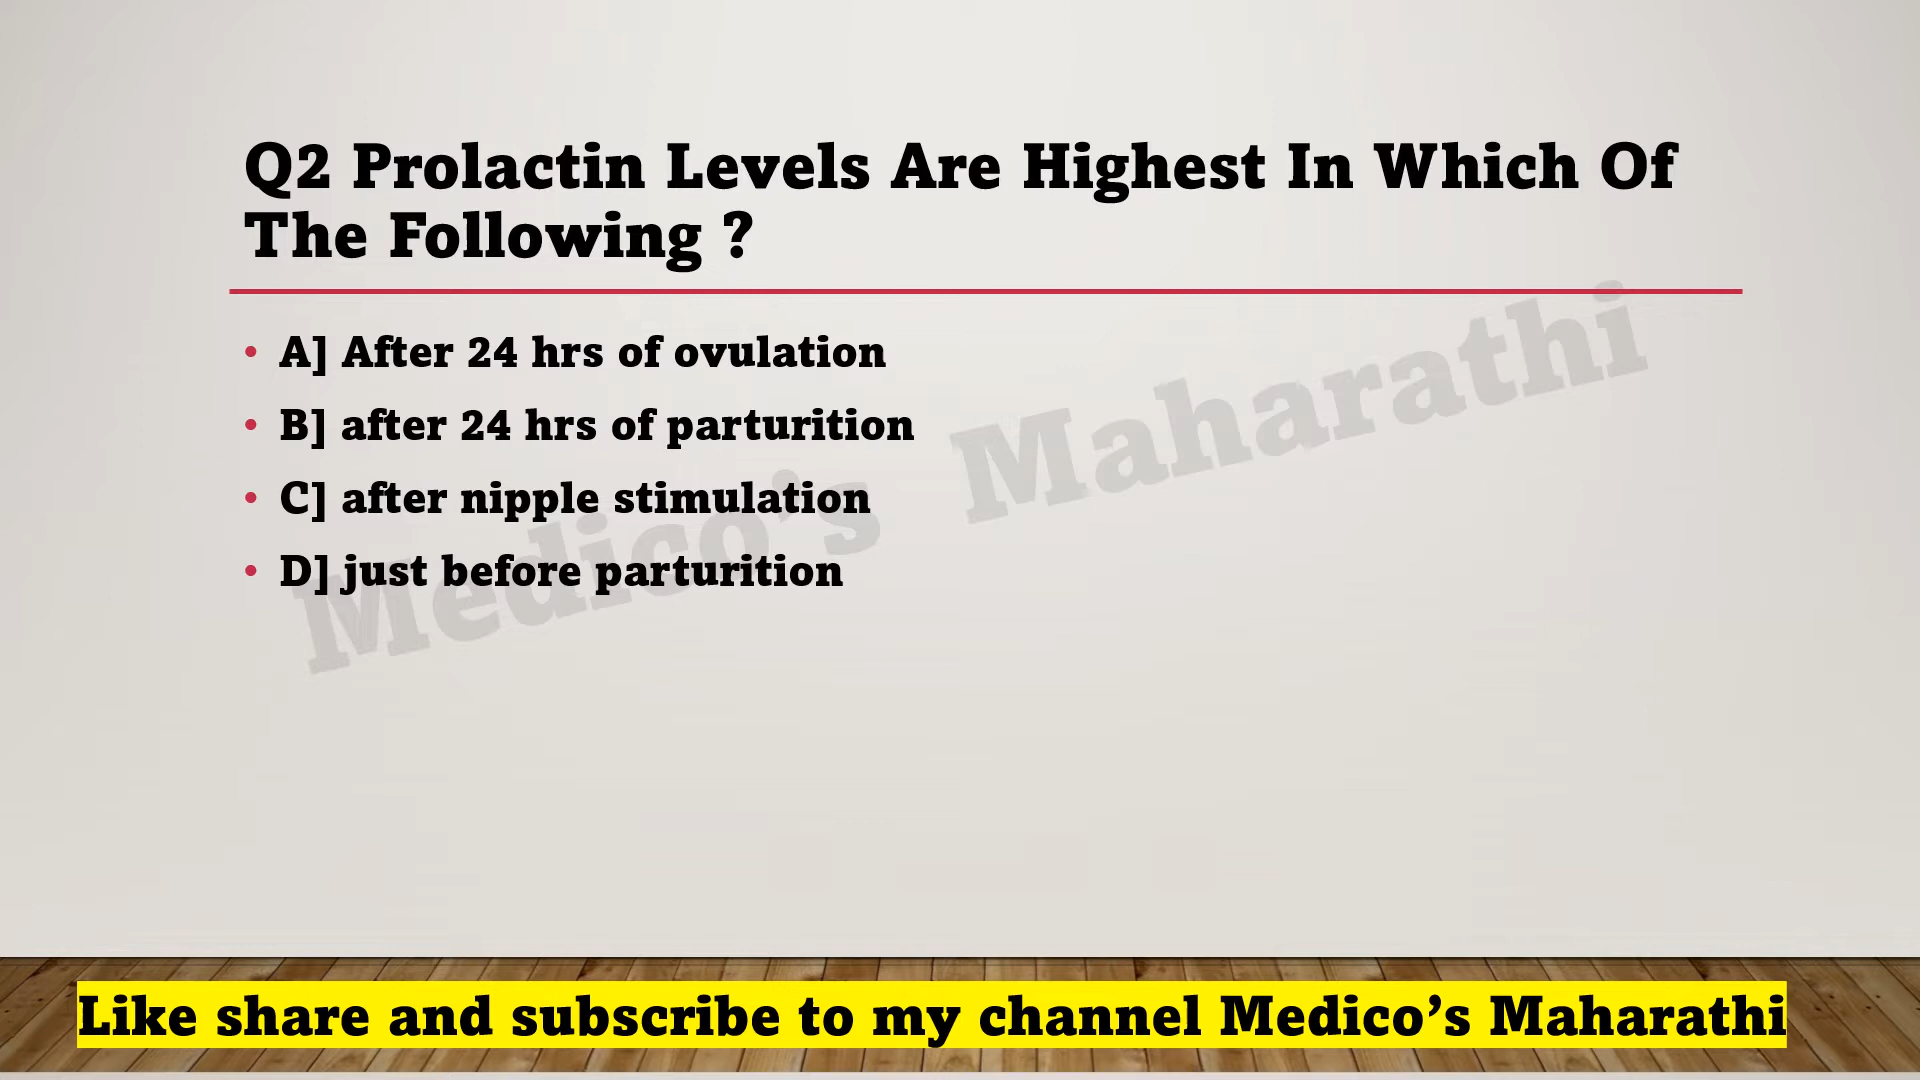 Q2 Prolactin Levels Are Highest In Which Of
The Following ?
• A] After 24 hrs of ovulation
• B] after 24 hrs of parturition
• C] after nipple stimulation
• D] just before parturition
Medico's Maharathi
Like share and subscribe to my channel Medico’s Maharathi